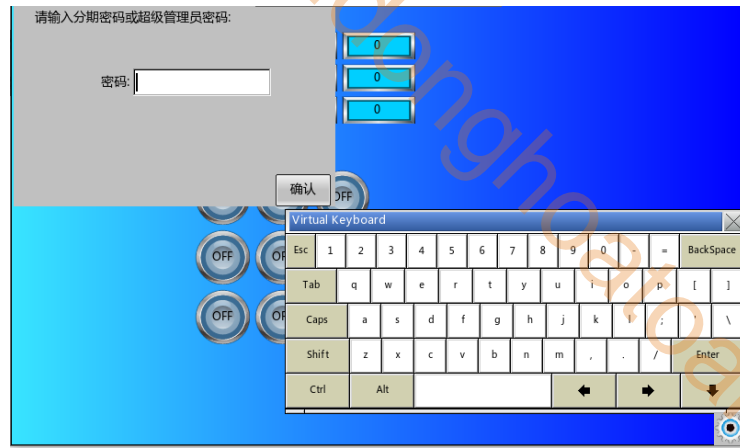 请输入分期密码或超级管理员密码:
0
密码:
0
0
确认
OFF
Virtual Keyboard
Esc 1 2 3 4 5 6 7 8 9 0 - = BackSpace
OFF
Tab q w e r t y u i o p [ ]
OFF
Caps a s d f g h j k l ; ' \
Shift z x c v b n m , . / Enter
Ctrl Alt